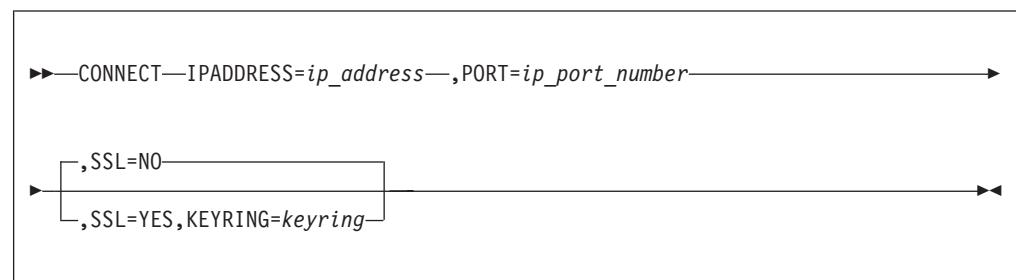 CONNECT IPADDRESS=ip_address ,PORT=ip_port_number
,SSL=NO
,SSL=YES,KEYRING=keyring